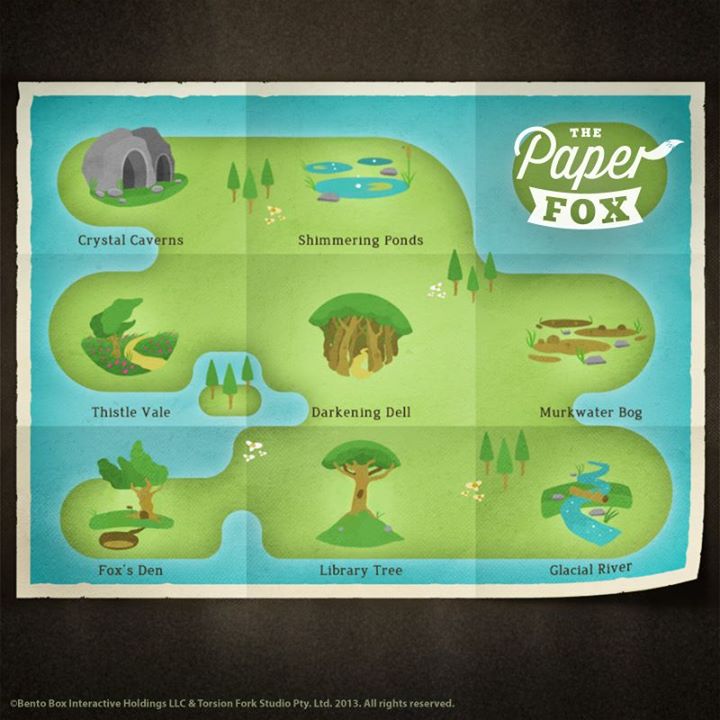 THE
Paper
FOX
Crystal Caverns
Shimmering Ponds
Thistle Vale
Darkening Dell
Murkwater Bog
Fox's Den
Library Tree
Glacial River
©Bento Box Interactive Holdings LLC & Torsion Fork Studio Pty. Ltd. 2013. All rights reserved.